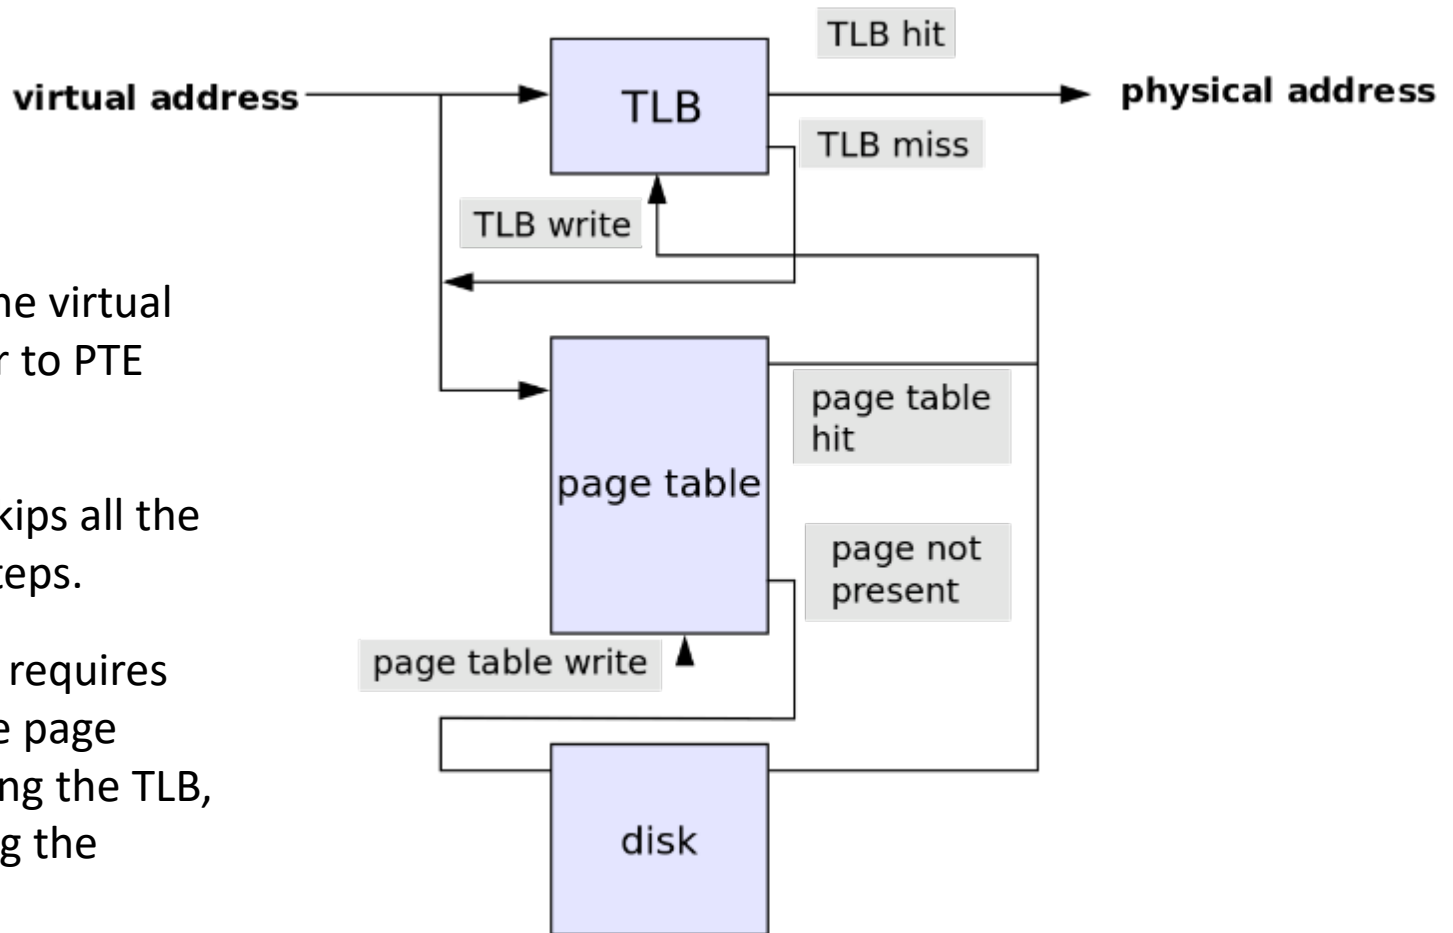 TLB hit
virtual address
TLB
physical address
TLB miss
TLB write
virtual
r to PTE
page table
hit
kips all the
teps.
page table
page not
present
requires
e page
page table write
ng the TLB,
g the
disk